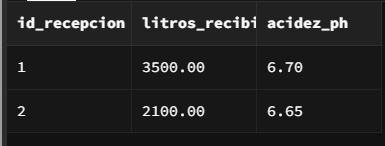 id_recepcion litros_recibi acidez_ph
1 3500.00 6.70
2 2100.00 6.65